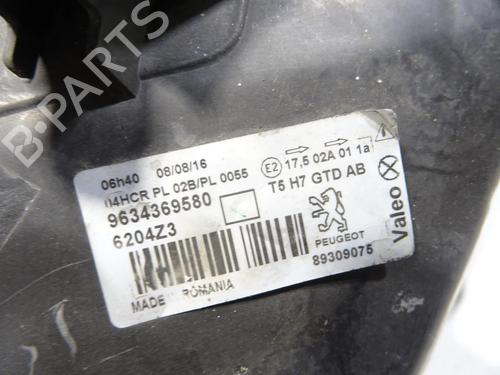 06h40 08/08/16
04HCR PL 02B/PL 0055
9634369580
6204Z3
MADE ROMANIA
E2 17,5 02A 01 1a
T5 H7 GTD AB
PEUGEOT
89309075
Valeo
B-PARTS